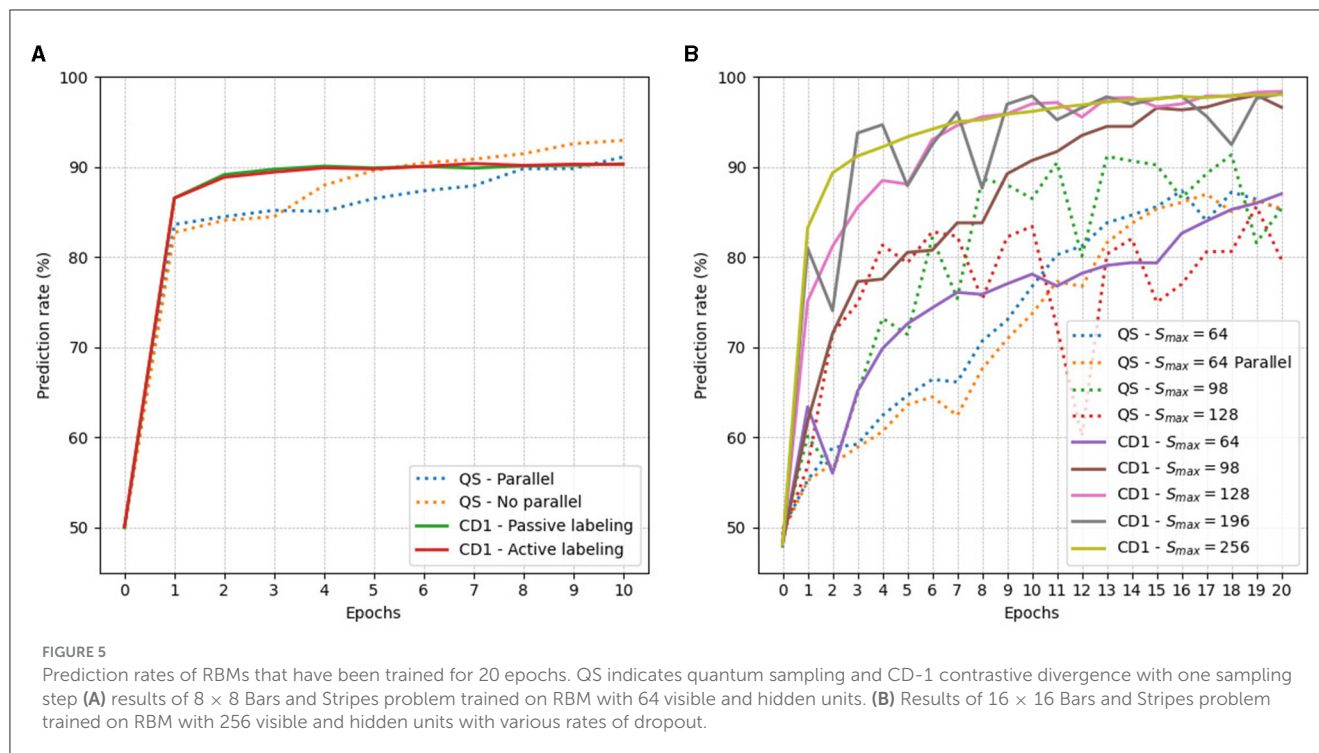 A
100
90
80
70
60
50
Prediction rate (%)
0 1 2 3 4 5 6 7 8 9 10
Epochs
QS - Parallel
QS - No parallel
CD1 - Passive labeling
CD1 - Active labeling
B
100
90
80
70
60
50
Prediction rate (%)
0 1 2 3 4 5 6 7 8 9 10 11 12 13 14 15 16 17 18 19 20
Epochs
QS - Smax = 64
QS - Smax = 64 Parallel
QS - Smax = 98
QS - Smax = 128
CD1 - Smax = 64
CD1 - Smax = 98
CD1 - Smax = 128
CD1 - Smax = 196
CD1 - Smax = 256
FIGURE 5
Prediction rates of RBMs that have been trained for 20 epochs. QS indicates quantum sampling and CD-1 contrastive divergence with one sampling
step (A) results of 8 × 8 Bars and Stripes problem trained on RBM with 64 visible and hidden units. (B) Results of 16 × 16 Bars and Stripes problem
trained on RBM with 256 visible and hidden units with various rates of dropout.